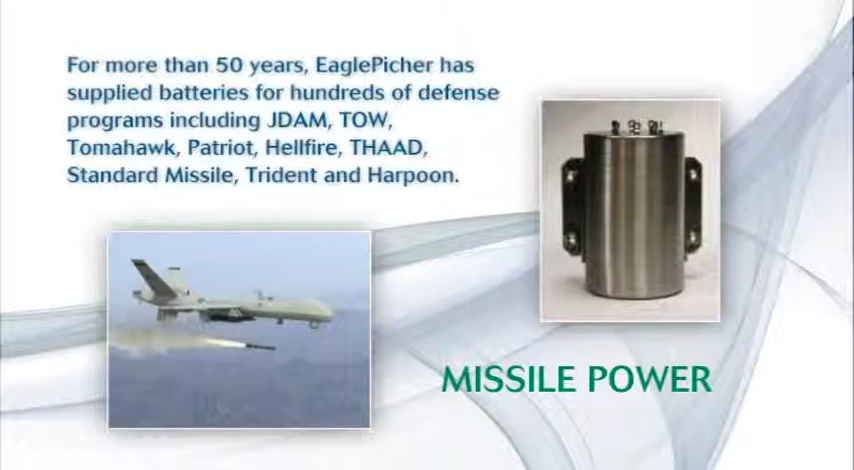 For more than 50 years, EaglePicher has
supplied batteries for hundreds of defense
programs including JDAM, TOW,
Tomahawk, Patriot, Hellfire, THAAD,
Standard Missile, Trident and Harpoon.
MISSILE POWER